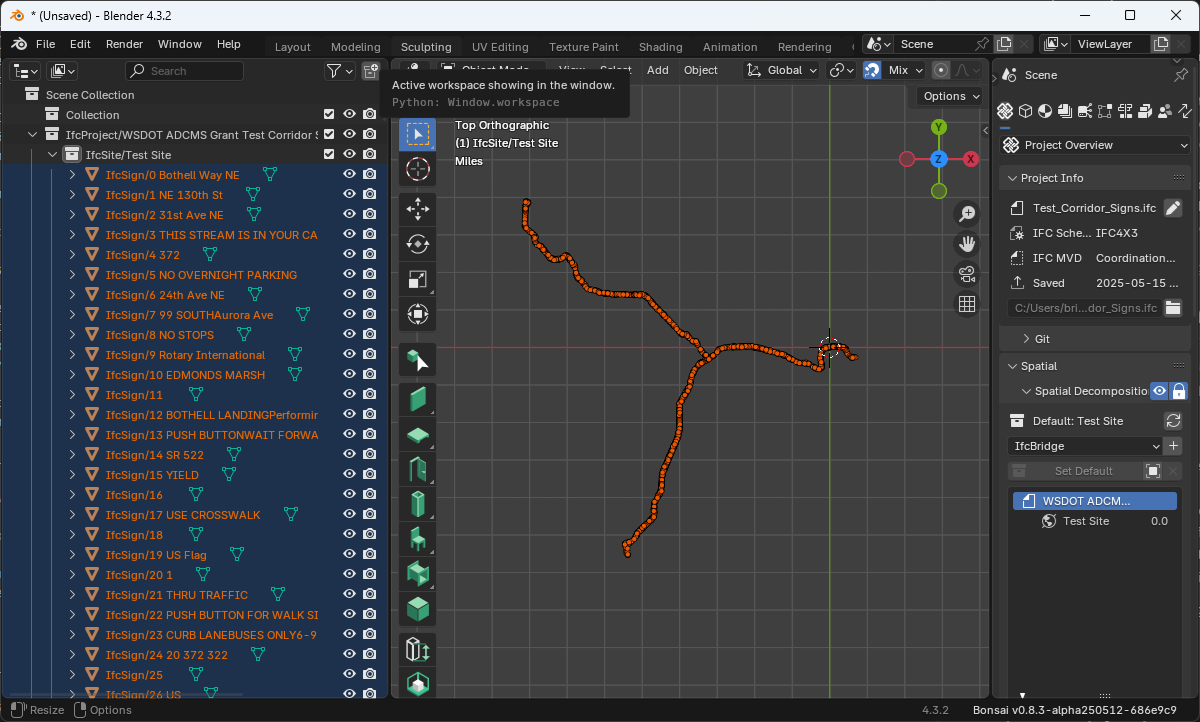 * (Unsaved) - Blender 4.3.2
File Edit Render Window Help Layout Modeling Sculpting UV Editing Texture Paint Shading Animation Rendering Scene ViewLayer
Search
Object Mode View Select Add Object Global Mix
Scene
Active workspace showing in the window.
Python: Window.workspace
Options
Scene Collection
Collection
IfcProject/WSDOT ADCMS Grant Test Corridor S
IfcSite/Test Site
IfcSign/0 Bothell Way NE
IfcSign/1 NE 130th St
IfcSign/2 31st Ave NE
IfcSign/3 THIS STREAM IS IN YOUR CA
IfcSign/4 372
IfcSign/5 NO OVERNIGHT PARKING
IfcSign/6 24th Ave NE
IfcSign/7 99 SOUTHAurora Ave
IfcSign/8 NO STOPS
IfcSign/9 Rotary International
IfcSign/10 EDMONDS MARSH
IfcSign/11
IfcSign/12 BOTHELL LANDINGPerformin
IfcSign/13 PUSH BUTTONWAIT FORWA
IfcSign/14 SR 522
IfcSign/15 YIELD
IfcSign/16
IfcSign/17 USE CROSSWALK
IfcSign/18
IfcSign/19 US Flag
IfcSign/20 1
IfcSign/21 THRU TRAFFIC
IfcSign/22 PUSH BUTTON FOR WALK SI
IfcSign/23 CURB LANEBUSES ONLY6-9
IfcSign/24 20 372 322
IfcSign/25
IfcSign/26 US
Top Orthographic
(1) IfcSite/Test Site
Miles
Y
Z
X
Project Overview
Project Info
Test_Corridor_Signs.ifc
IFC Sche... IFC4X3
IFC MVD Coordination...
Saved 2025-05-15 ...
C:/Users/bri...dor_Signs.ifc
Git
Spatial
Spatial Decompositio
Default: Test Site
IfcBridge
Set Default
WSDOT ADCM...
Test Site 0.0
Resize Options 4.3.2 Bonsai v0.8.3-alpha250512-686e9c9